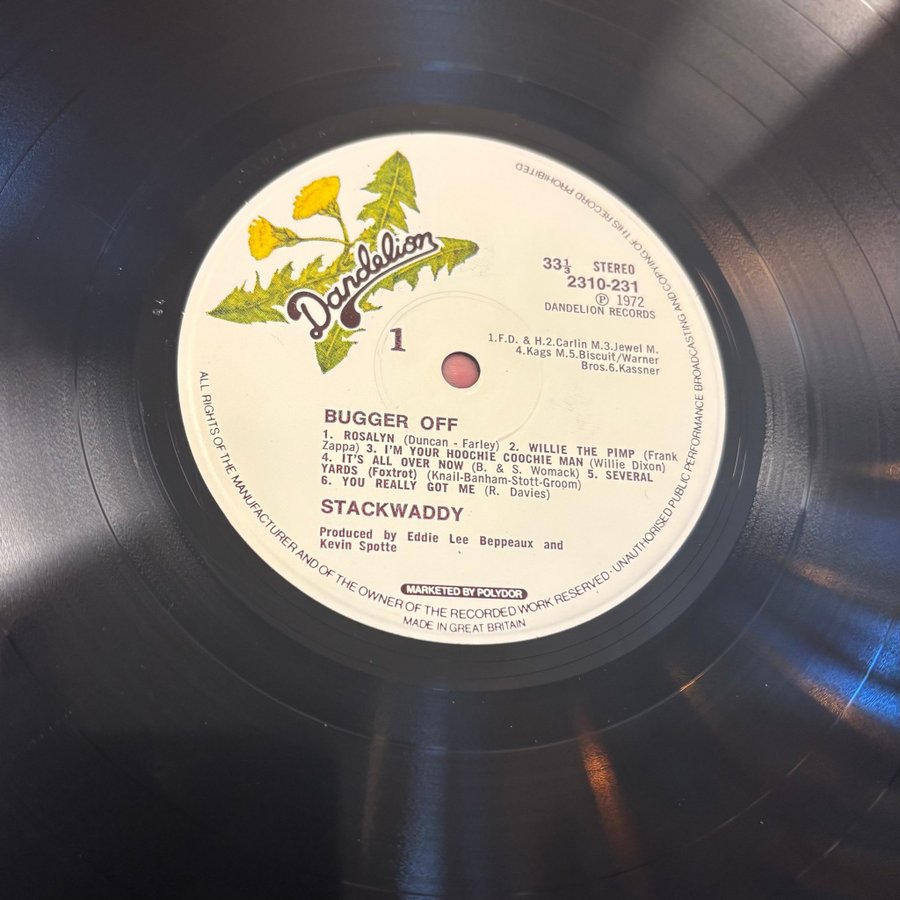 Dandelion
33⅓ STEREO
2310-231
Ⓟ 1972
DANDELION RECORDS
1
1.F.D. & H.2.Carlin M.3.Jewel M.
4.Kags M.5.Biscuit/Warner
Bros.6.Kassner
BUGGER OFF
1. ROSALYN (Duncan - Farley) 2. WILLIE THE PIMP (Frank
Zappa) 3. I'M YOUR HOOCHIE COOCHIE MAN (Willie Dixon)
4. IT'S ALL OVER NOW (B. & S. Womack) 5. SEVERAL
YARDS (Foxtrot) (Knail-Banham-Stott-Groom)
6. YOU REALLY GOT ME (R. Davies)
STACKWADDY
Produced by Eddie Lee Beppeaux and
Kevin Spotte
MARKETED BY POLYDOR
ALL RIGHTS OF THE MANUFACTURER AND OF THE OWNER OF THE RECORDED WORK RESERVED · UNAUTHORISED PUBLIC PERFORMANCE BROADCASTING AND COPYING OF THIS RECORD PROHIBITED
MADE IN GREAT BRITAIN